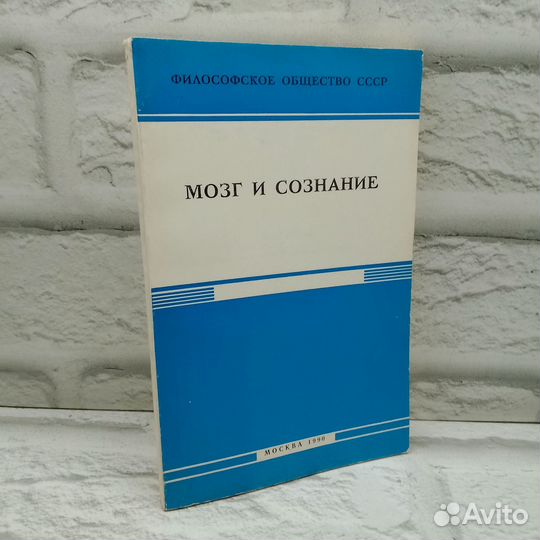 ФИЛОСОФСКОЕ ОБЩЕСТВО СССР
МОЗГ И СОЗНАНИЕ
МОСКВА 1990
Avito